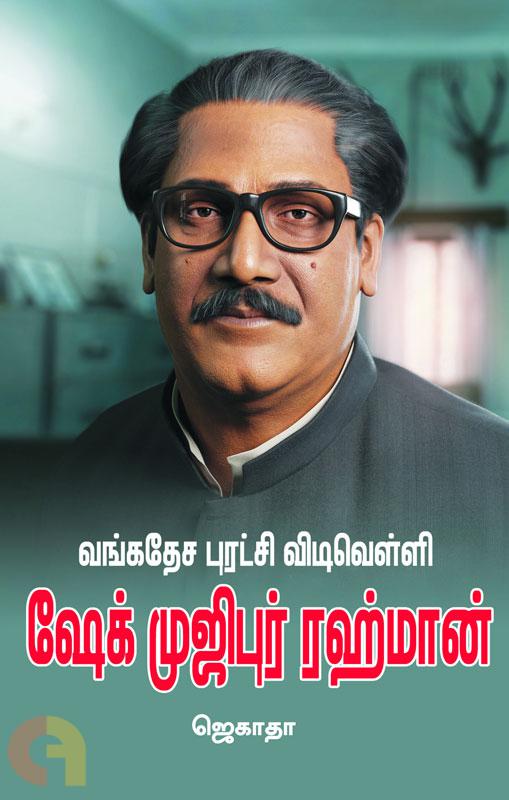 வங்கதேச புரட்சி விடிவெள்ளி
ஷேக் முஜிபுர் ரஹ்மான்
ஜெகாதா